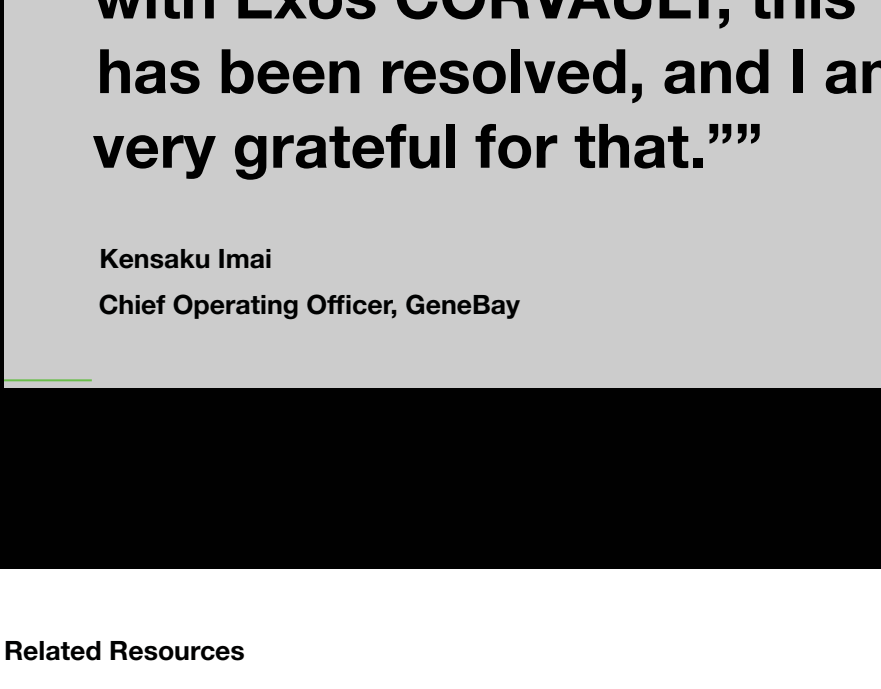 with Exos CORVAULT, this
has been resolved, and I am
very grateful for that.””
Kensaku Imai
Chief Operating Officer, GeneBay
Related Resources